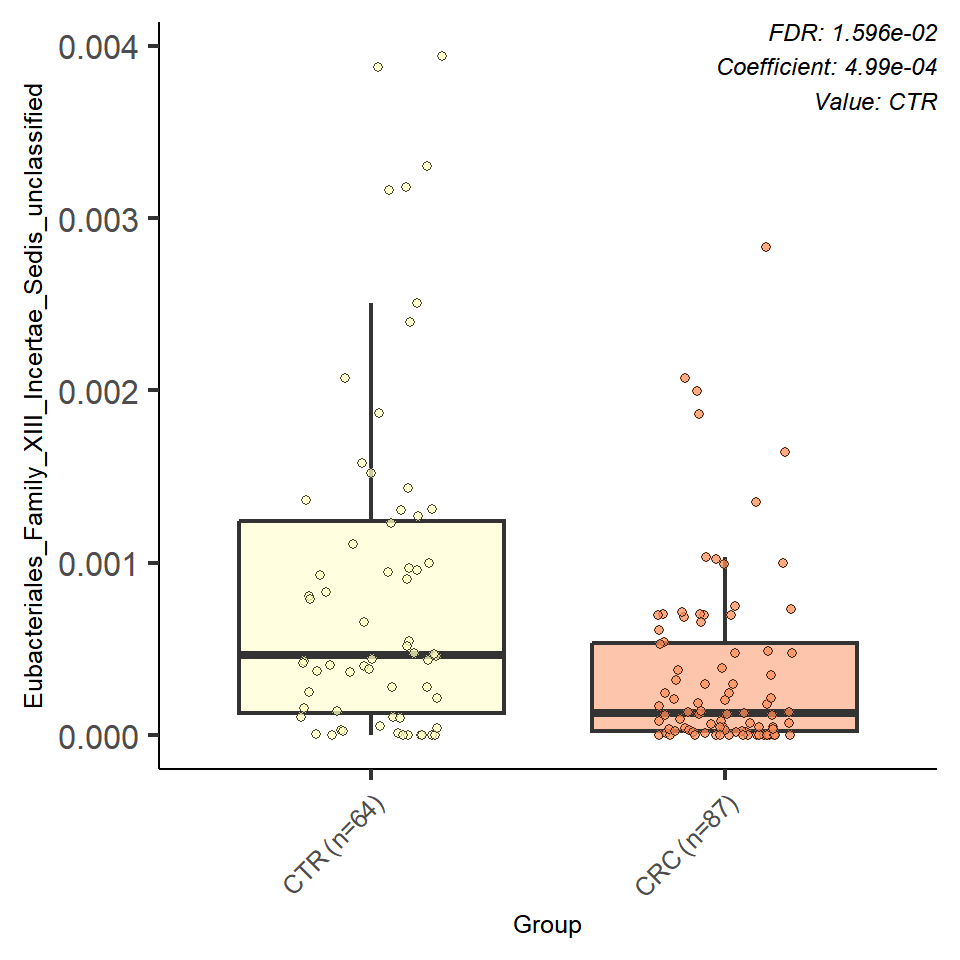 FDR: 1.596e-02
Coefficient: 4.99e-04
Value: CTR
Eubacteriales_Family_XIII_Incertae_Sedis_unclassified
0.004
0.003
0.002
0.001
0.000
CTR (n=64)
CRC (n=87)
Group